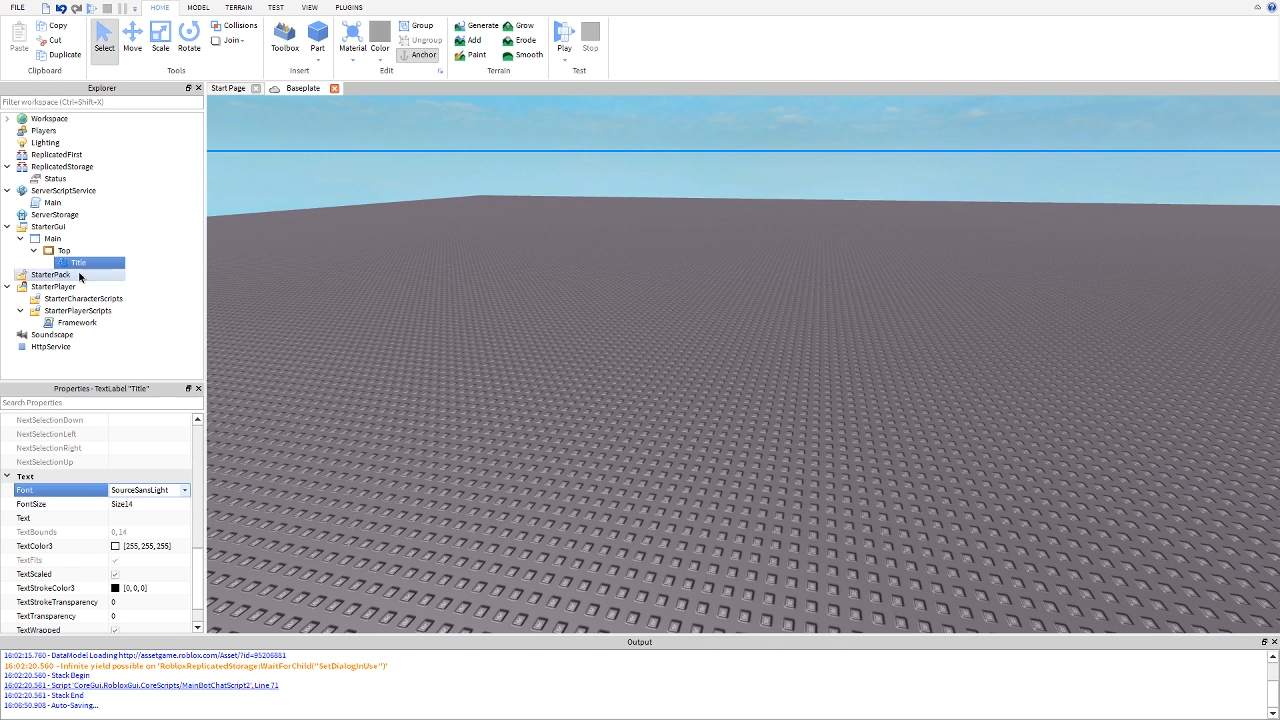 FILE HOME MODEL TERRAIN TEST VIEW PLUGINS
Paste Copy Cut Duplicate Select Move Scale Rotate Collisions Join Toolbox Part Material Color Group Ungroup Anchor Generate Grow Add Erode Paint Smooth Play Stop
Clipboard Tools Insert Edit Terrain Test
Explorer
Start Page Baseplate
Filter workspace (Ctrl+Shift+X)
Workspace
Players
Lighting
ReplicatedFirst
ReplicatedStorage
Status
ServerScriptService
Main
ServerStorage
StarterGui
Main
Top
Title
StarterPack
StarterPlayer
StarterCharacterScripts
StarterPlayerScripts
Framework
Soundscape
HttpService
Properties - TextLabel "Title"
Search Properties
NextSelectionDown
NextSelectionLeft
NextSelectionRight
NextSelectionUp
Text
Font SourceSansLight
FontSize Size14
Text
TextBounds 0, 14
TextColor3 [255, 255, 255]
TextFits
TextScaled
TextStrokeColor3 [0, 0, 0]
TextStrokeTransparency 0
TextTransparency 0
TextWrapped
Output
16:02:15.760 - DataModel Loading http://assetgame.roblox.com/Asset/?id=95206881
16:02:20.560 - Infinite yield possible on 'RobloxReplicatedStorage:WaitForChild("SetDialogInUse")'
16:02:20.560 - Stack Begin
16:02:20.561 - Script 'CoreGui.RobloxGui.CoreScripts/MainBotChatScript2', Line 71
16:02:20.561 - Stack End
16:06:50.908 - Auto-Saving...